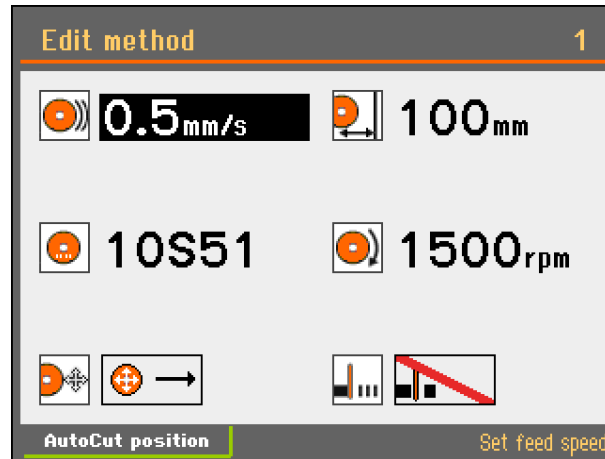 Edit method 1
0.5mm/s 100mm
10S51 1500rpm
AutoCut position Set feed speed